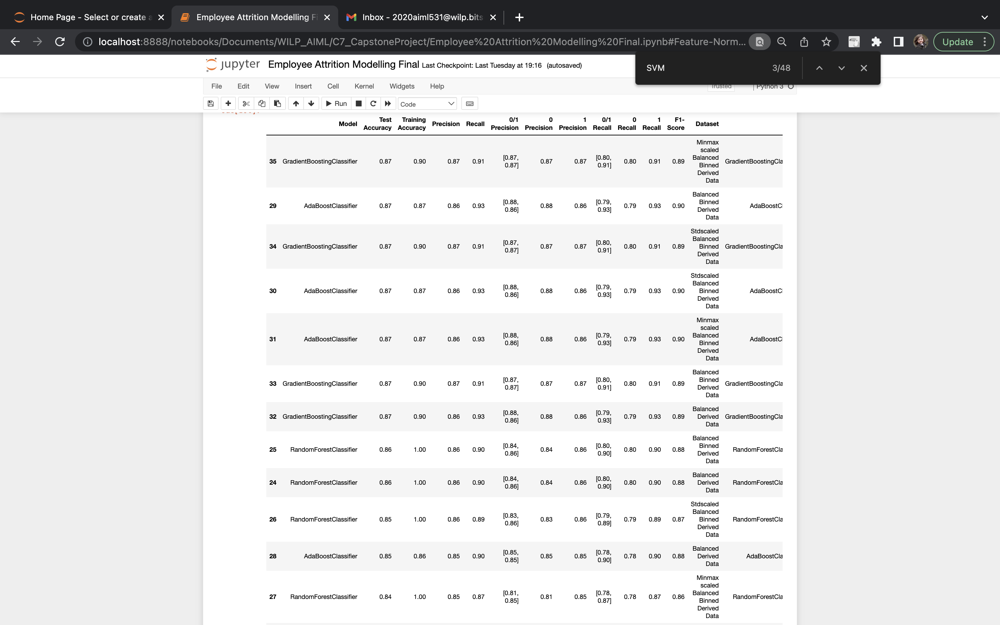 Home Page - Select or create a
Employee Attrition Modelling Fi
Inbox - 2020aiml531@wilp.bits
localhost:8888/notebooks/Documents/WILP_AIML/C7_CapstoneProject/Employee%20Attrition%20Modelling%20Final.ipynb#Feature-Norm...
Update
SVM 3/48
jupyter Employee Attrition Modelling Final Last Checkpoint: Last Tuesday at 19:16 (autosaved)
File Edit View Insert Cell Kernel Widgets Help Trusted Python 3
Run Code
Model Test Accuracy Training Accuracy Precision Recall 0/1 Precision 0 Precision 1 Precision 0/1 Recall 0 Recall 1 Recall F1-Score Dataset
35 GradientBoostingClassifier 0.87 0.90 0.87 0.91 [0.87, 0.87] 0.87 0.87 [0.80, 0.91] 0.80 0.91 0.89 Minmax scaled Balanced Binned Derived Data GradientBoostingCla
29 AdaBoostClassifier 0.87 0.87 0.86 0.93 [0.88, 0.86] 0.88 0.86 [0.79, 0.93] 0.79 0.93 0.90 Balanced Binned Derived Data AdaBoostCl
34 GradientBoostingClassifier 0.87 0.90 0.87 0.91 [0.87, 0.87] 0.87 0.87 [0.80, 0.91] 0.80 0.91 0.89 Stdscaled Balanced Binned Derived Data GradientBoostingCla
30 AdaBoostClassifier 0.87 0.87 0.86 0.93 [0.88, 0.86] 0.88 0.86 [0.79, 0.93] 0.79 0.93 0.90 Stdscaled Balanced Binned Derived Data AdaBoostCl
31 AdaBoostClassifier 0.87 0.87 0.86 0.93 [0.88, 0.86] 0.88 0.86 [0.79, 0.93] 0.79 0.93 0.90 Minmax scaled Balanced Binned Derived Data AdaBoostCl
33 GradientBoostingClassifier 0.87 0.90 0.87 0.91 [0.87, 0.87] 0.87 0.87 [0.80, 0.91] 0.80 0.91 0.89 Balanced Binned Derived Data GradientBoostingCla
32 GradientBoostingClassifier 0.87 0.90 0.86 0.93 [0.88, 0.86] 0.88 0.86 [0.79, 0.93] 0.79 0.93 0.89 Balanced Derived Data GradientBoostingCla
25 RandomForestClassifier 0.86 1.00 0.86 0.90 [0.84, 0.86] 0.84 0.86 [0.80, 0.90] 0.80 0.90 0.88 Balanced Binned Derived Data RandomForestCla
24 RandomForestClassifier 0.86 1.00 0.86 0.90 [0.84, 0.86] 0.84 0.86 [0.80, 0.90] 0.80 0.90 0.88 Balanced Derived Data RandomForestCla
26 RandomForestClassifier 0.85 1.00 0.86 0.89 [0.83, 0.86] 0.83 0.86 [0.79, 0.89] 0.79 0.89 0.87 Stdscaled Balanced Binned Derived Data RandomForestCla
28 AdaBoostClassifier 0.85 0.86 0.85 0.90 [0.85, 0.85] 0.85 0.85 [0.78, 0.90] 0.78 0.90 0.88 Balanced Derived Data AdaBoostCla
27 RandomForestClassifier 0.84 1.00 0.85 0.87 [0.81, 0.85] 0.81 0.85 [0.78, 0.87] 0.78 0.87 0.86 Minmax scaled Balanced Binned Derived Data RandomForestCla